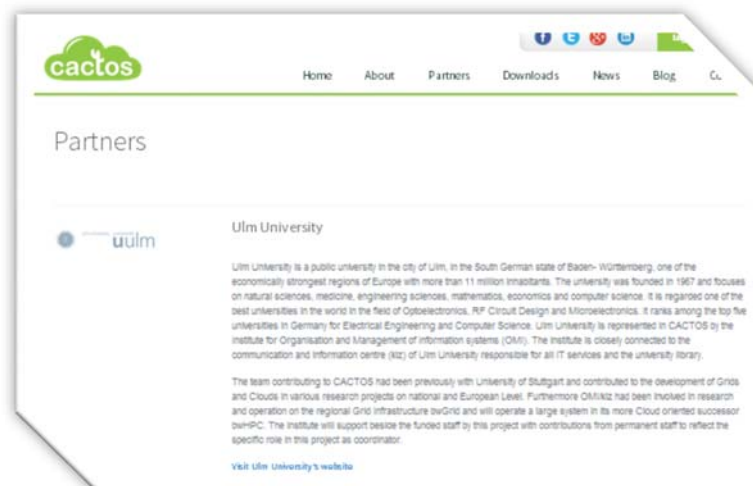 cactos
Home About Partners Downloads News Blog
Partners
uulm
Ulm University
Ulm University is a public university in the city of Ulm, in the South German state of Baden- Württemberg, one of the
economically strongest regions of Europe with more than 11 million inhabitants. The university was founded in 1967 and focuses
on natural sciences, medicine, engineering sciences, mathematics, economics and computer science. It is regarded one of the
best universities in the world in the field of Optoelectronics, RF Circuit Design and Microelectronics. It ranks among the top five
universities in Germany for Electrical Engineering and Computer Science. Ulm University is represented in CACTOS by the
institute for Organisation and Management of information systems (OMI). The Institute is closely connected to the
communication and information centre (kiz) of Ulm University responsible for all IT services and the university library.
The team contributing to CACTOS had been previously with University of Stuttgart and contributed to the development of Grids
and Clouds in various research projects on national and European Level. Furthermore OMI/kiz had been involved in research
and operation on the regional Grid infrastructure bwGrid and will operate a large system in its more Cloud oriented successor
bwHPC. The Institute will support beside the funded staff by this project with contributions from permanent staff to reflect the
specific role in this project as coordinator.
Visit Ulm University's website